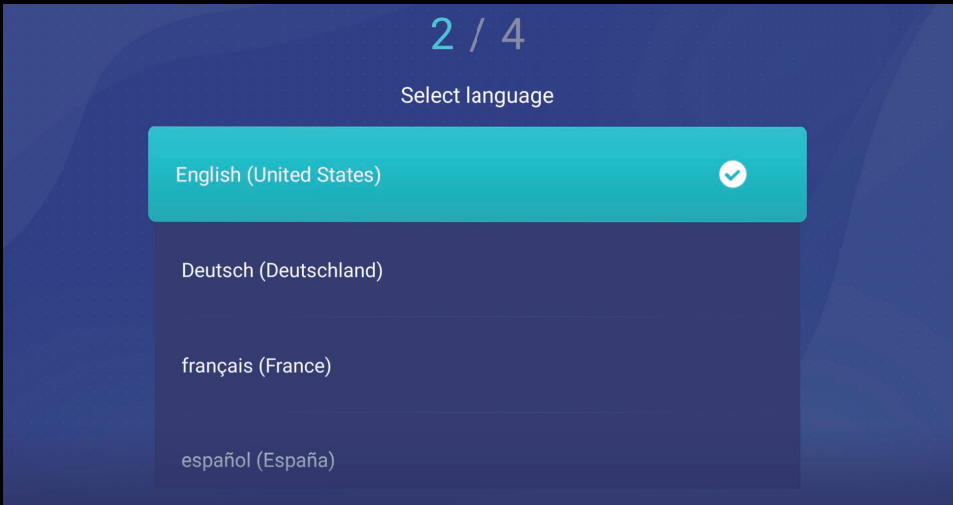 2 / 4
Select language
English (United States)
Deutsch (Deutschland)
français (France)
español (España)